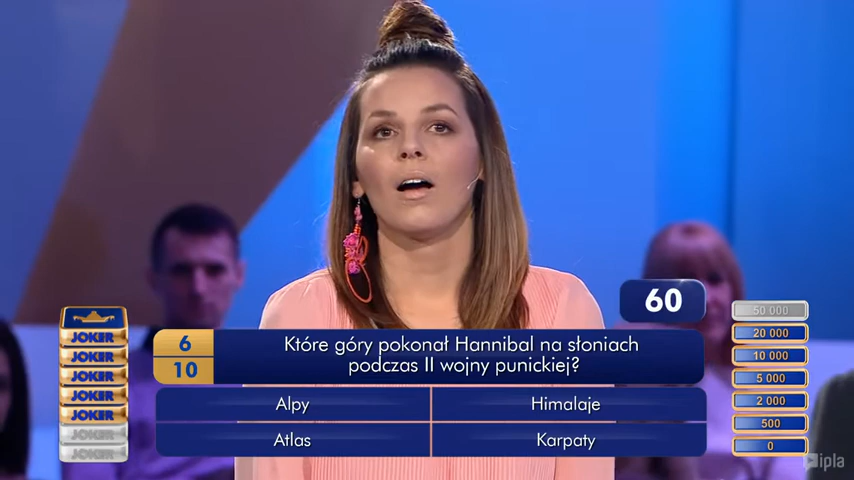 60
6
10
Które góry pokonał Hannibal na słoniach
podczas II wojny punickiej?
Alpy
Himalaje
Atlas
Karpaty
JOKER
JOKER
JOKER
JOKER
JOKER
JOKER
JOKER
50 000
20 000
10 000
5 000
2 000
500
0
ipla